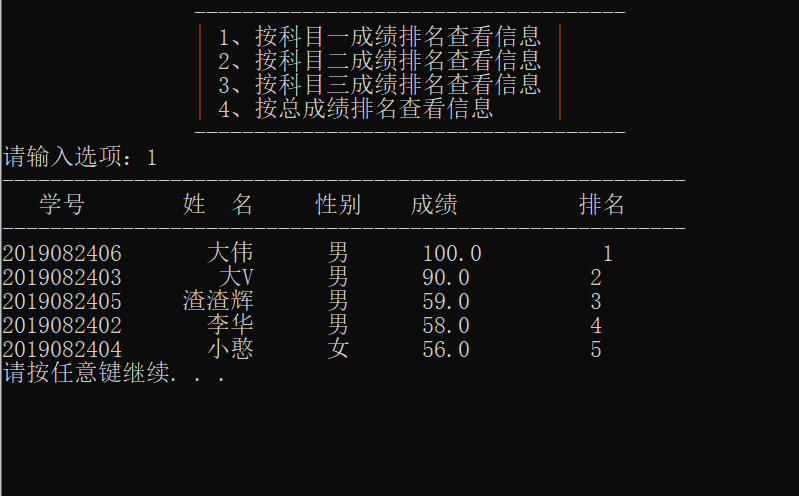 1、按科目一成绩排名查看信息
2、按科目二成绩排名查看信息
3、按科目三成绩排名查看信息
4、按总成绩排名查看信息
请输入选项：1
学号 姓 名 性别 成绩 排名
2019082406 大伟 男 100.0 1
2019082403 大V 男 90.0 2
2019082405 渣渣辉 男 59.0 3
2019082402 李华 男 58.0 4
2019082404 小憨 女 56.0 5
请按任意键继续. . .